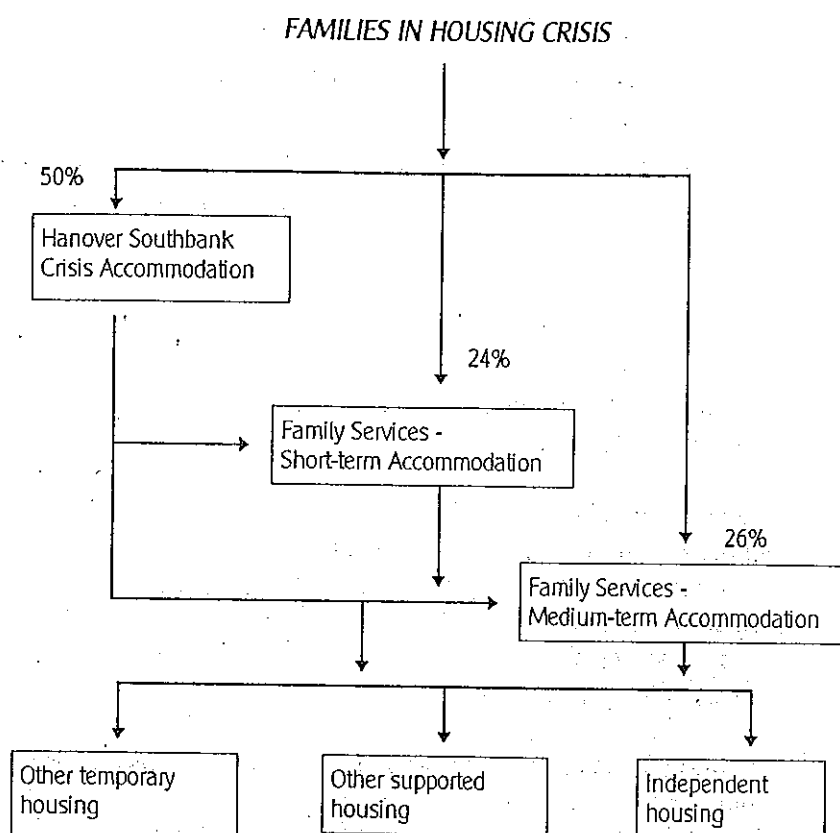 FAMILIES IN HOUSING CRISIS
50%
Hanover Southbank
Crisis Accommodation
24%
Family Services -
Short-term Accommodation
26%
Family Services -
Medium-term Accommodation
Other temporary
housing
Other supported
housing
Independent
housing